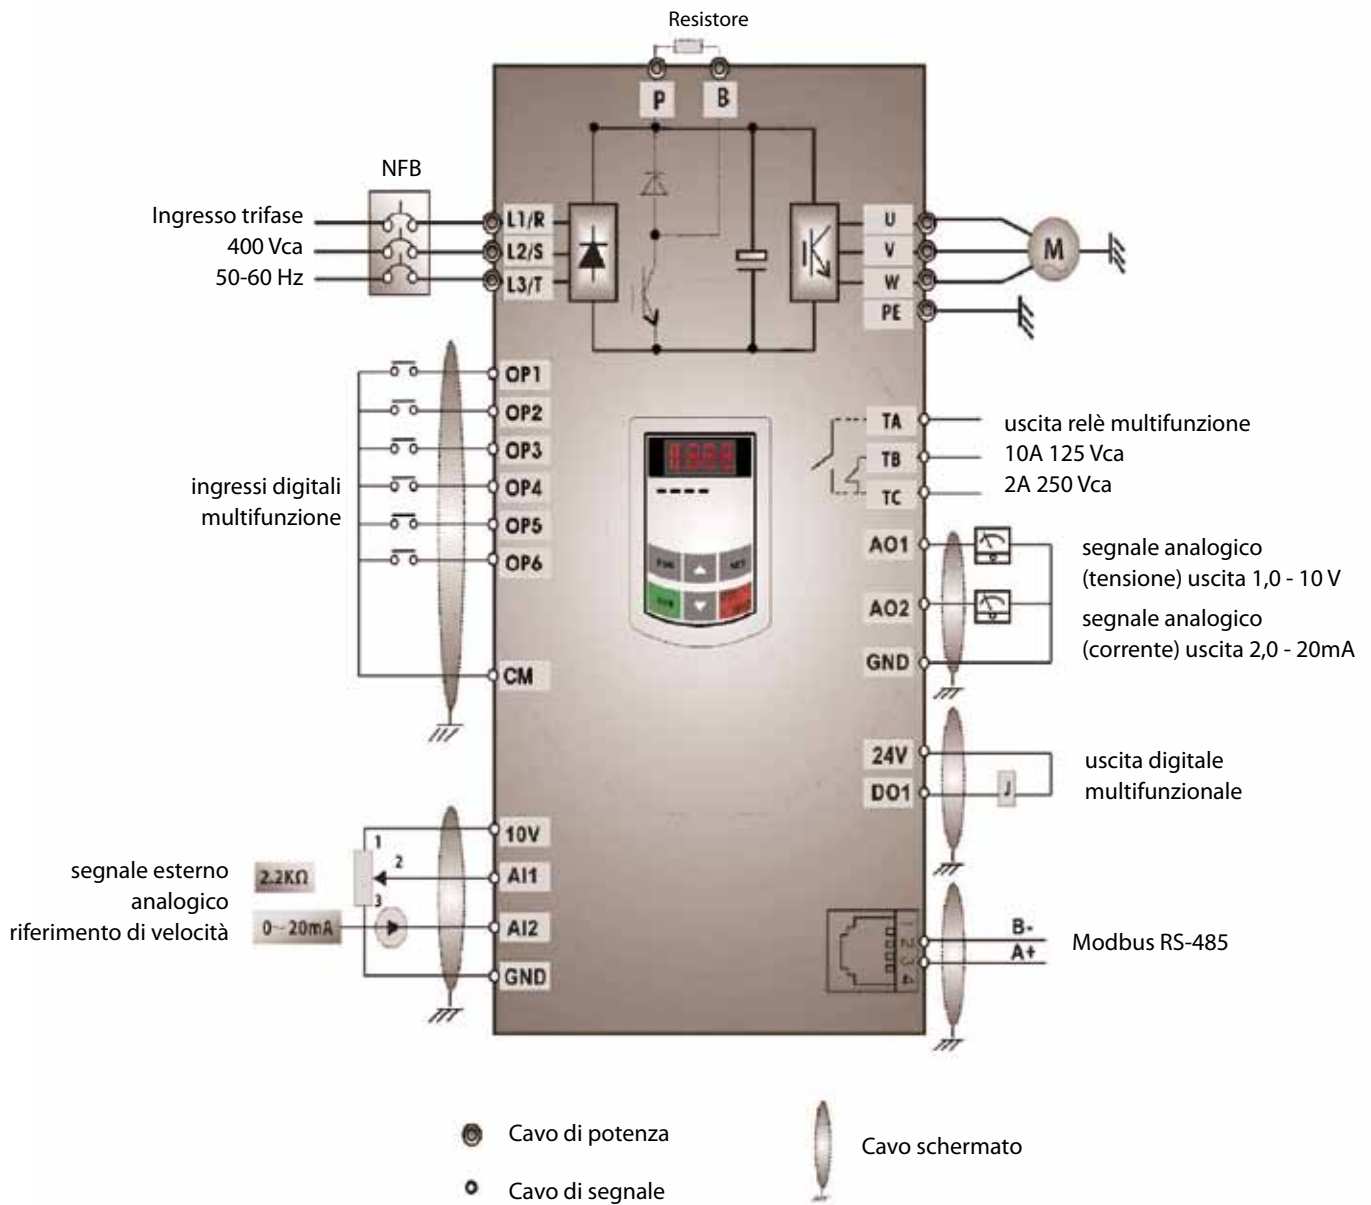 Resistore
P
B
NFB
Ingresso trifase
400 Vca
50-60 Hz
L1/R
L2/S
L3/T
U
V
W
PE
M
ingressi digitali
multifunzione
OP1
OP2
OP3
OP4
OP5
OP6
CM
TA
TB
TC
uscita relè multifunzione
10A 125 Vca
2A 250 Vca
AO1
AO2
GND
segnale analogico
(tensione) uscita 1,0 - 10 V
segnale analogico
(corrente) uscita 2,0 - 20mA
24V
DO1
J
uscita digitale
multifunzionale
segnale esterno
analogico
riferimento di velocità
2.2KΩ
0~20mA
1
2
3
10V
AI1
AI2
GND
1
2
3
4
B-
A+
Modbus RS-485
Cavo di potenza
Cavo di segnale
Cavo schermato